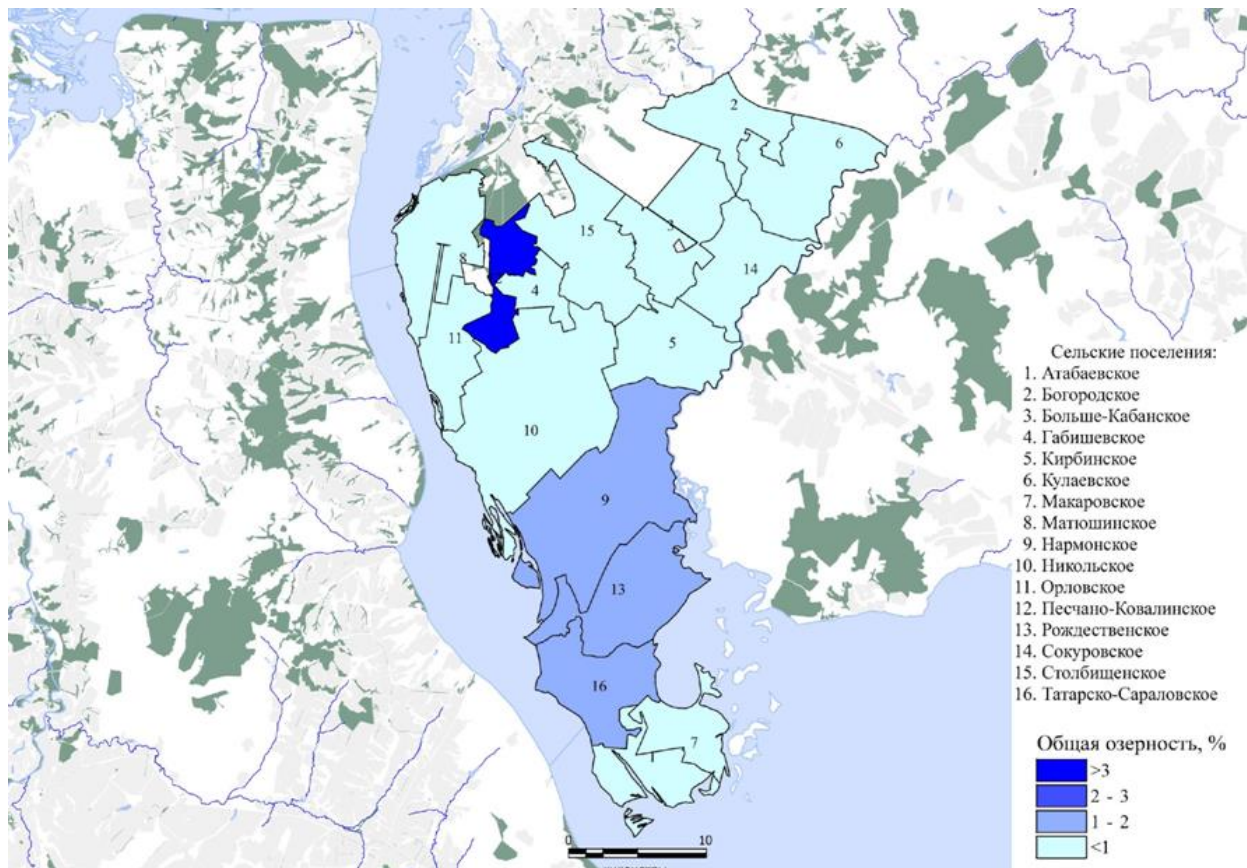 2
6
15
3
14
8
4
11
5
10
9
13
16
7
1
Сельские поселения:
1. Атабаевское
2. Богородское
3. Больше-Кабанское
4. Габишевское
5. Кирбинское
6. Кулаевское
7. Макаровское
8. Матюшинское
9. Нармонское
10. Никольское
11. Орловское
12. Песчано-Ковалинское
13. Рождественское
14. Сокуровское
15. Столбищенское
16. Татарско-Сараловское
Общая озерность, %
>3
2 - 3
1 - 2
<1
0 10